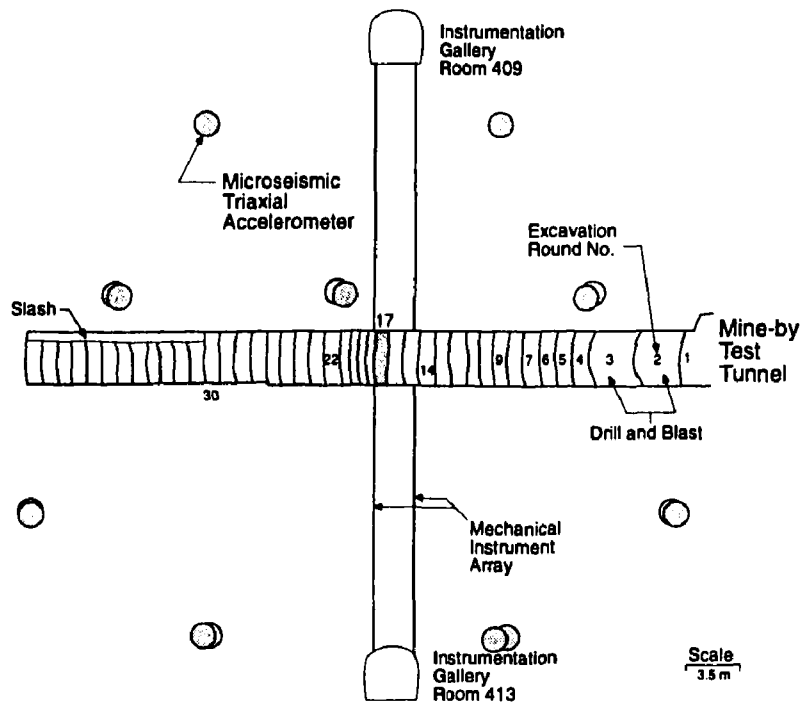 Instrumentation
Gallery
Room 409
Microseismic
Triaxial
Accelerometer
Excavation
Round No.
Slash
17
Mine-by
Test
Tunnel
22
14
9
7
6
5
4
3
2
1
30
Drill and Blast
Mechanical
Instrument
Array
Instrumentation
Gallery
Room 413
Scale
3.5 m